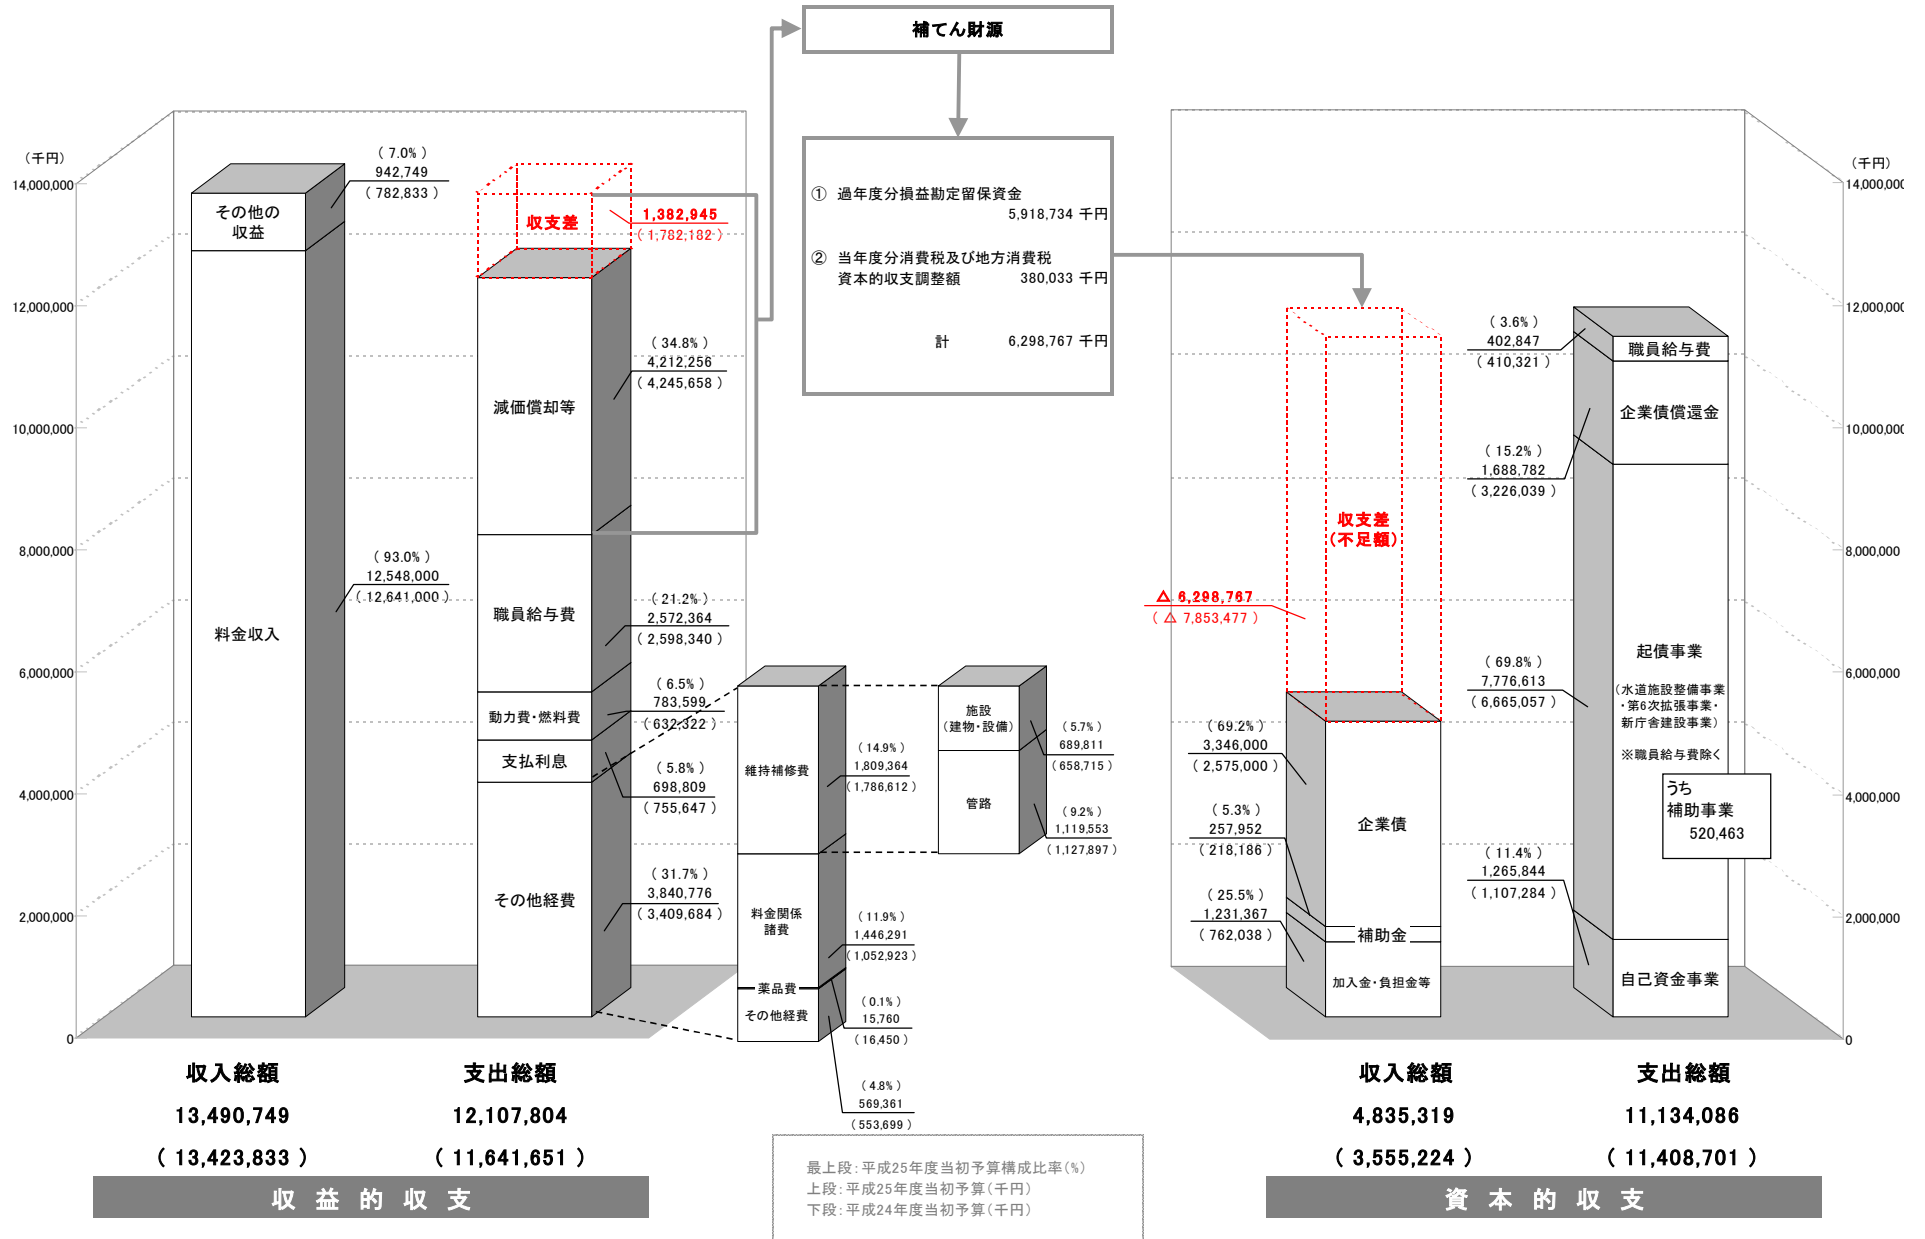 補てん財源
① 過年度分損益勘定留保資金
5,918,734 千円
② 当年度分消費税及び地方消費税
資本的収支調整額 380,033 千円
計 6,298,767 千円
(千円)
14,000,000
12,000,000
10,000,000
8,000,000
6,000,000
4,000,000
2,000,000
0
その他の
収益
( 7.0% )
942,749
( 782,833 )
料金収入
( 93.0% )
12,548,000
( 12,641,000 )
収支差
1,382,945
( 1,782,182 )
減価償却等
( 34.8% )
4,212,256
( 4,245,658 )
職員給与費
( 21.2% )
2,572,364
( 2,598,340 )
動力費・燃料費
( 6.5% )
783,599
( 632,322 )
支払利息
( 5.8% )
698,809
( 755,647 )
その他経費
( 31.7% )
3,840,776
( 3,409,684 )
維持補修費
( 14.9% )
1,809,364
( 1,786,612 )
料金関係
諸費
( 11.9% )
1,446,291
( 1,052,923 )
薬品費
( 0.1% )
15,760
( 16,450 )
その他経費
( 4.8% )
569,361
( 553,699 )
施設
(建物・設備)
( 5.7% )
689,811
( 658,715 )
管路
( 9.2% )
1,119,553
( 1,127,897 )
収入総額
13,490,749
( 13,423,833 )
支出総額
12,107,804
( 11,641,651 )
収益的収支
最上段:平成25年度当初予算構成比率(%)
上段:平成25年度当初予算(千円)
下段:平成24年度当初予算(千円)
(千円)
14,000,000
12,000,000
10,000,000
8,000,000
6,000,000
4,000,000
2,000,000
0
収支差
(不足額)
△ 6,298,767
( △ 7,853,477 )
企業債
( 69.2% )
3,346,000
( 2,575,000 )
補助金
( 5.3% )
257,952
( 218,186 )
加入金・負担金等
( 25.5% )
1,231,367
( 762,038 )
職員給与費
( 3.6% )
402,847
( 410,321 )
企業債償還金
( 15.2% )
1,688,782
( 3,226,039 )
起債事業
(水道施設整備事業
・第6次拡張事業・
新庁舎建設事業)
※職員給与費除く
( 69.8% )
7,776,613
( 6,665,057 )
うち
補助事業
520,463
自己資金事業
( 11.4% )
1,265,844
( 1,107,284 )
収入総額
4,835,319
( 3,555,224 )
支出総額
11,134,086
( 11,408,701 )
資本的収支